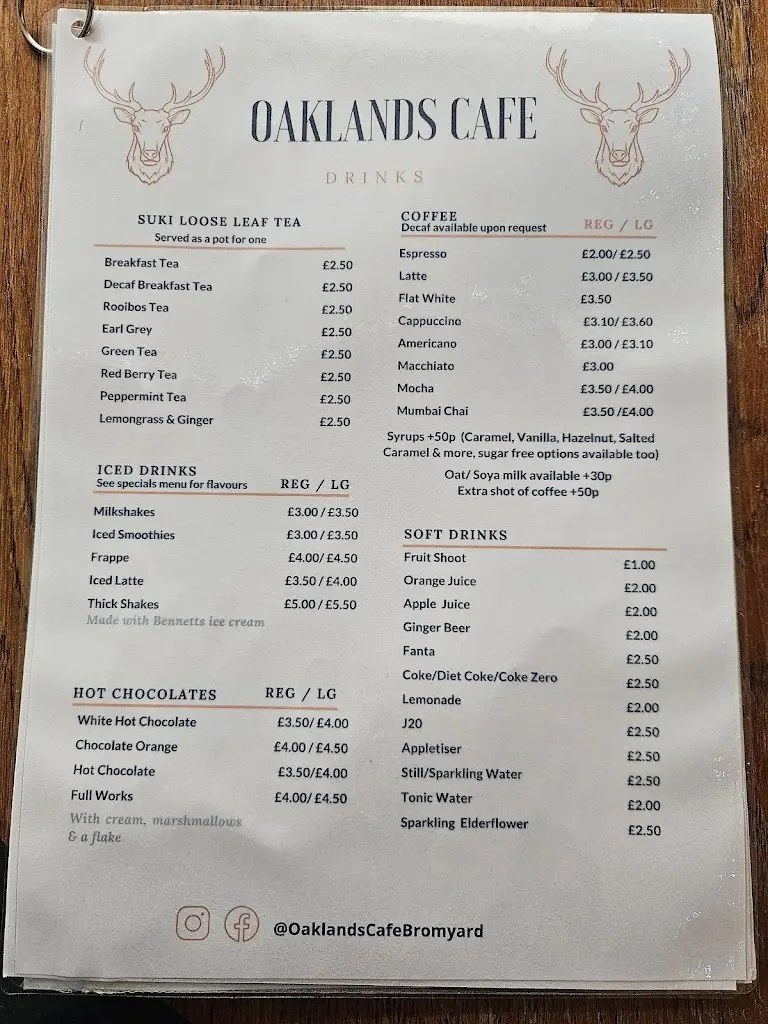 OAKLANDS CAFE
DRINKS
SUKI LOOSE LEAF TEA
Served as a pot for one
Breakfast Tea £2.50
Decaf Breakfast Tea £2.50
Rooibos Tea £2.50
Earl Grey £2.50
Green Tea £2.50
Red Berry Tea £2.50
Peppermint Tea £2.50
Lemongrass & Ginger £2.50
ICED DRINKS
See specials menu for flavours REG / LG
Milkshakes £3.00 / £3.50
Iced Smoothies £3.00 / £3.50
Frappe £4.00/ £4.50
Iced Latte £3.50 / £4.00
Thick Shakes £5.00 / £5.50
Made with Bennetts ice cream
HOT CHOCOLATES REG / LG
White Hot Chocolate £3.50/ £4.00
Chocolate Orange £4.00 / £4.50
Hot Chocolate £3.50/£4.00
Full Works £4.00/ £4.50
With cream, marshmallows
& a flake
COFFEE
Decaf available upon request REG / LG
Espresso £2.00/ £2.50
Latte £3.00 / £3.50
Flat White £3.50
Cappuccino £3.10/ £3.60
Americano £3.00 / £3.10
Macchiato £3.00
Mocha £3.50 / £4.00
Mumbai Chai £3.50 /£4.00
Syrups +50p (Caramel, Vanilla, Hazelnut, Salted
Caramel & more, sugar free options available too)
Oat/ Soya milk available +30p
Extra shot of coffee +50p
SOFT DRINKS
Fruit Shoot £1.00
Orange Juice £2.00
Apple Juice £2.00
Ginger Beer £2.00
Fanta £2.50
Coke/Diet Coke/Coke Zero £2.50
Lemonade £2.00
J20 £2.50
Appletiser £2.50
Still/Sparkling Water £2.50
Tonic Water £2.00
Sparkling Elderflower £2.50
@OaklandsCafeBromyard